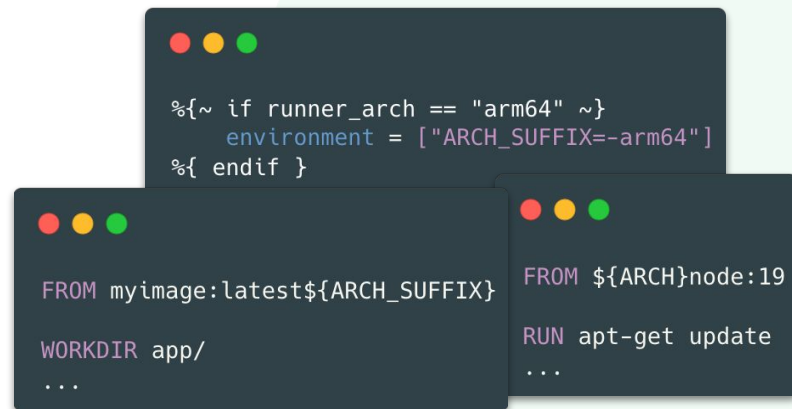 %{~ if runner_arch == "arm64" ~}
environment = ["ARCH_SUFFIX=-arm64"]
%{ endif }
FROM myimage:latest${ARCH_SUFFIX}
WORKDIR app/
...
FROM ${ARCH}node:19
RUN apt-get update
...